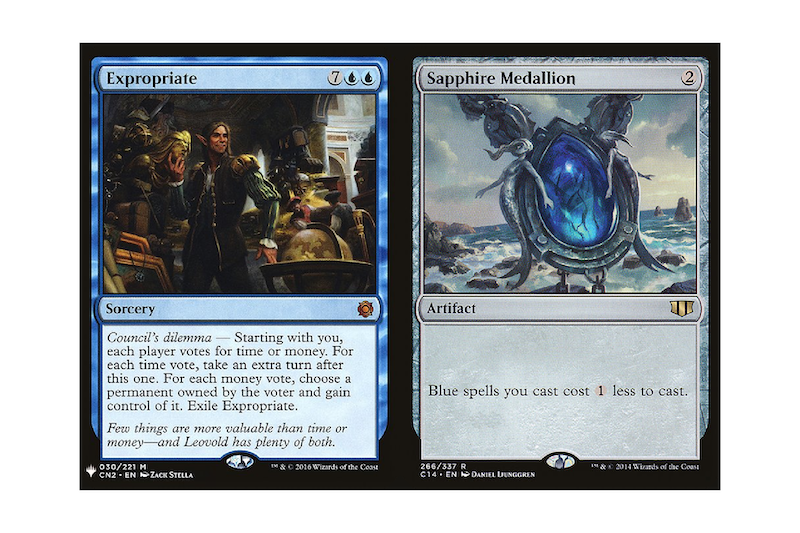 Expropriate 7
Sorcery
Council's dilemma — Starting with you,
each player votes for time or money. For
each time vote, take an extra turn after
this one. For each money vote, choose a
permanent owned by the voter and gain
control of it. Exile Expropriate.
Few things are more valuable than time or
money—and Leovold has plenty of both.
030/221 M
CN2 • EN Zack Stella
™ & © 2016 Wizards of the Coast
Sapphire Medallion 2
Artifact
Blue spells you cast cost 1 less to cast.
266/337 R
C14 • EN Daniel Ljunggren
™ & © 2014 Wizards of the Coast